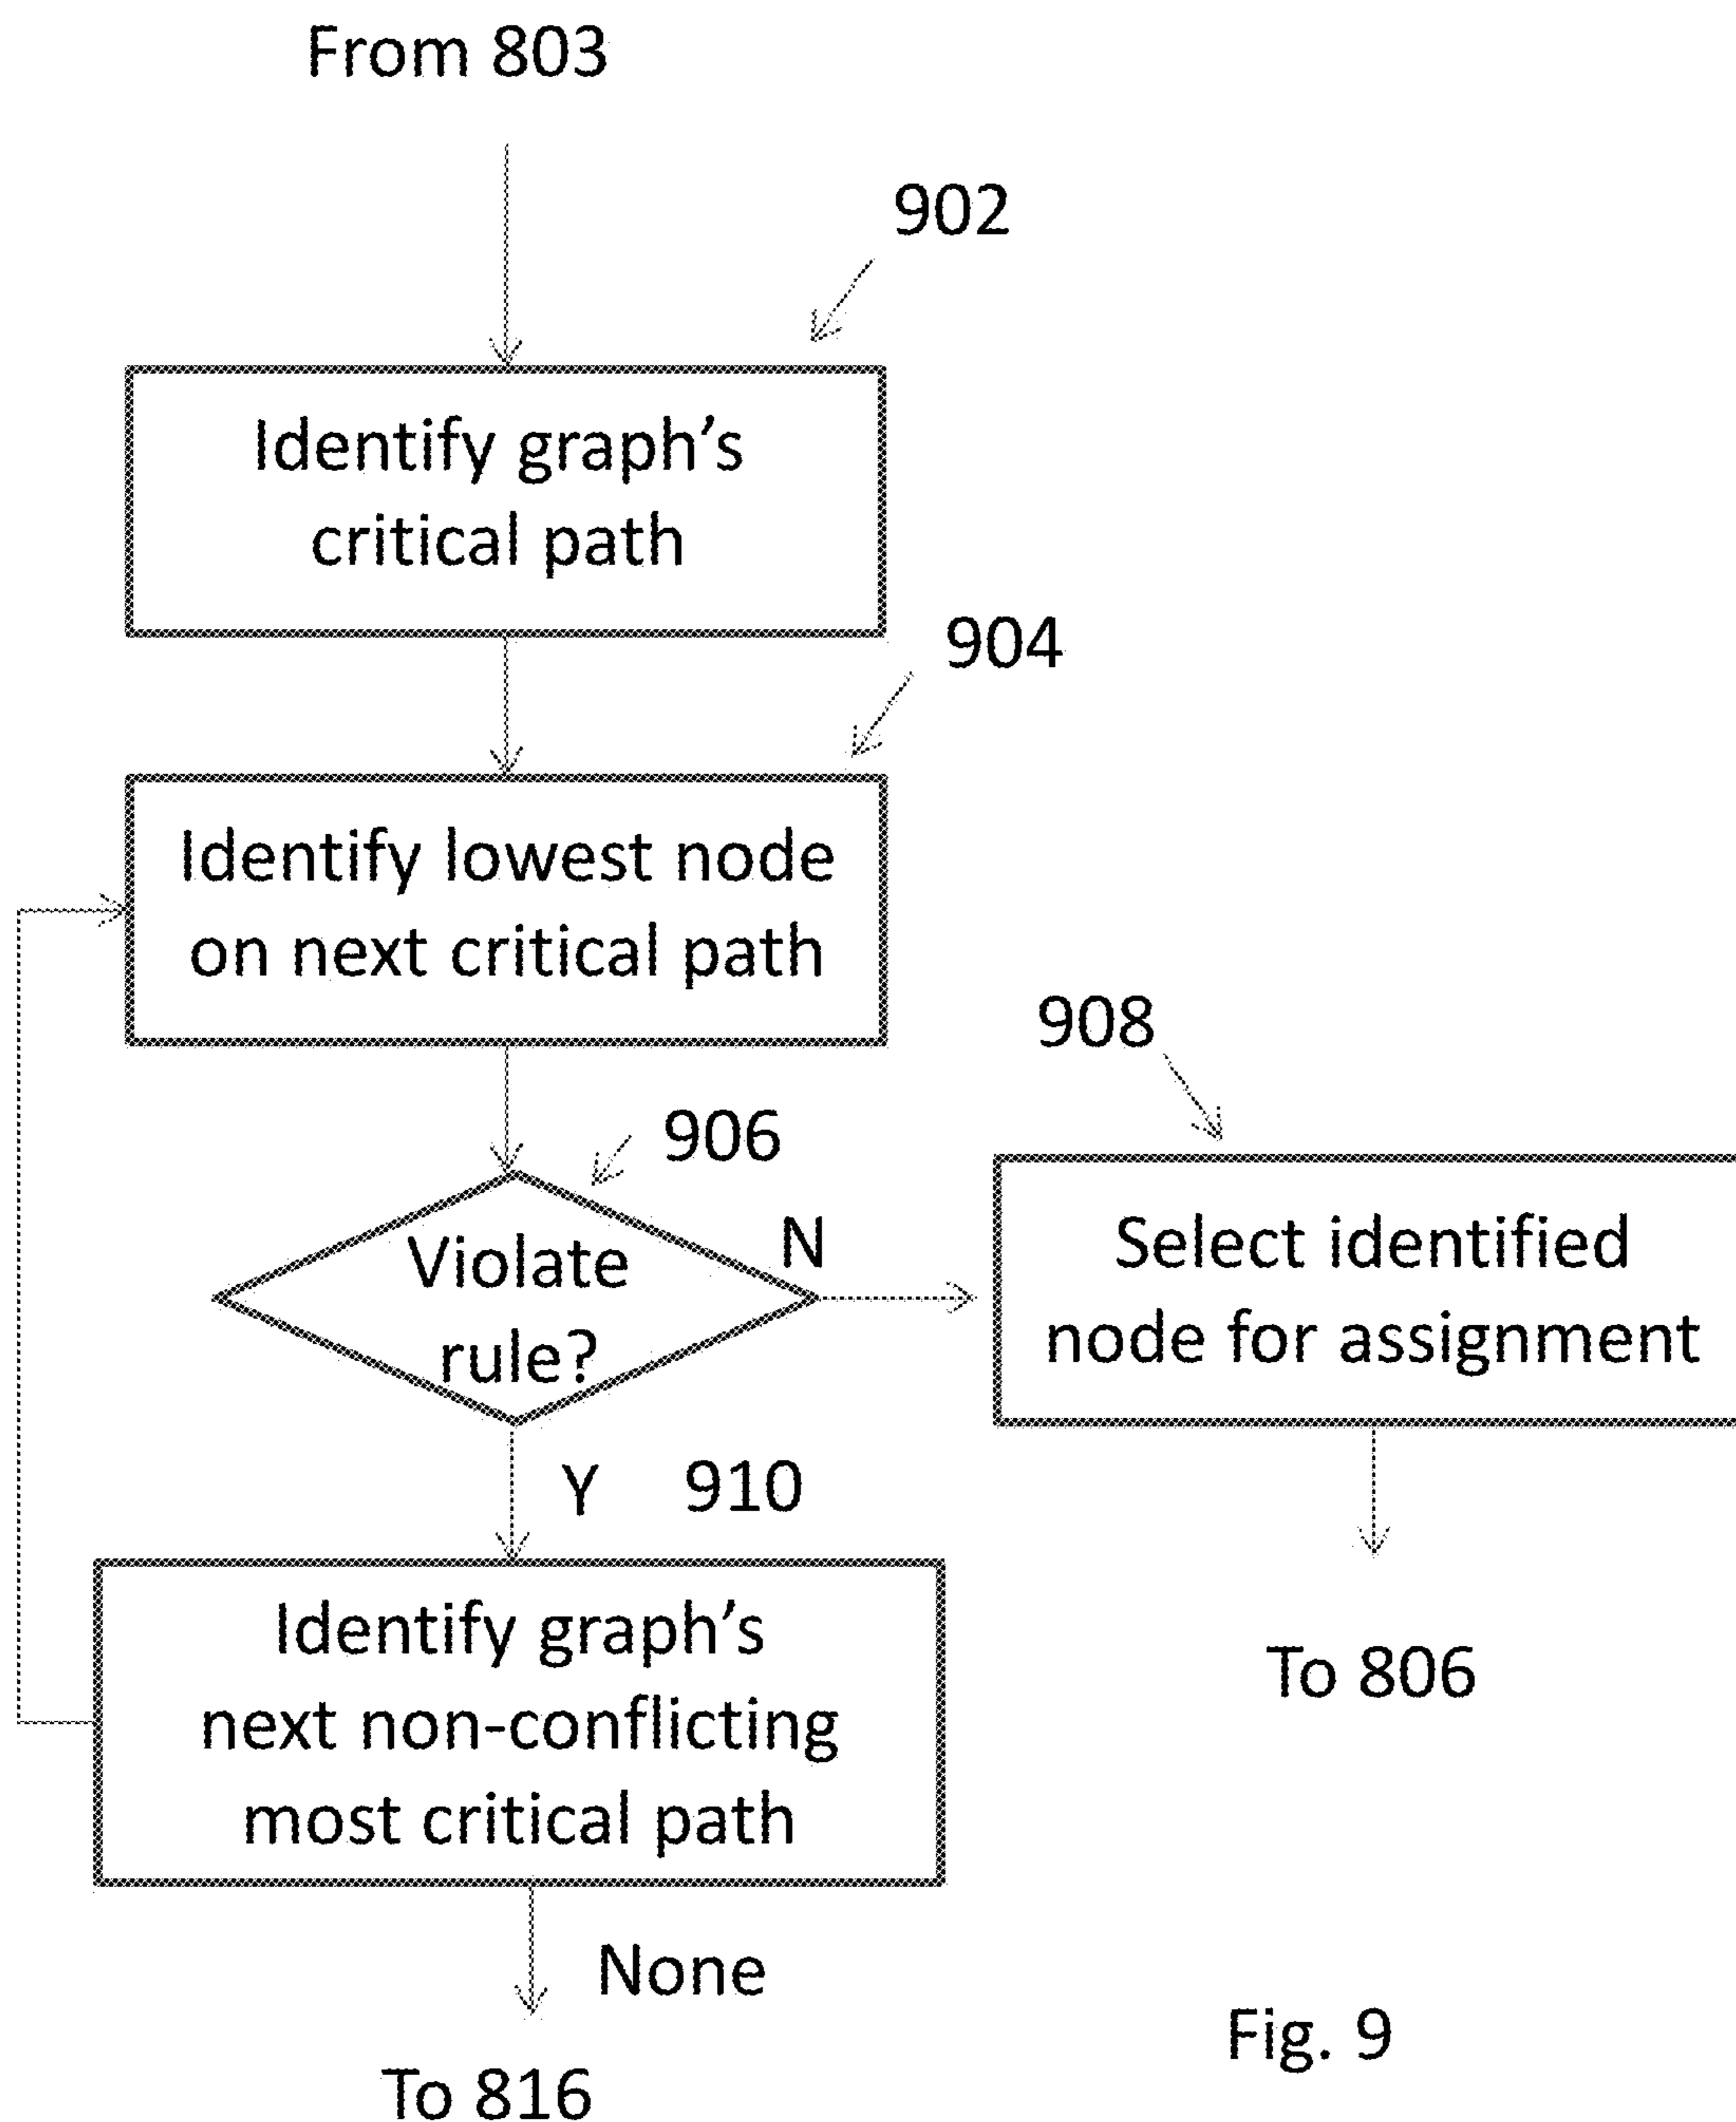 From 803
902
Identify graph’s
critical path
904
Identify lowest node
on next critical path
908
906
Violate
rule?
N
Select identified
node for assignment
Y
910
Identify graph’s
next non-conflicting
most critical path
To 806
None
Fig. 9
To 816